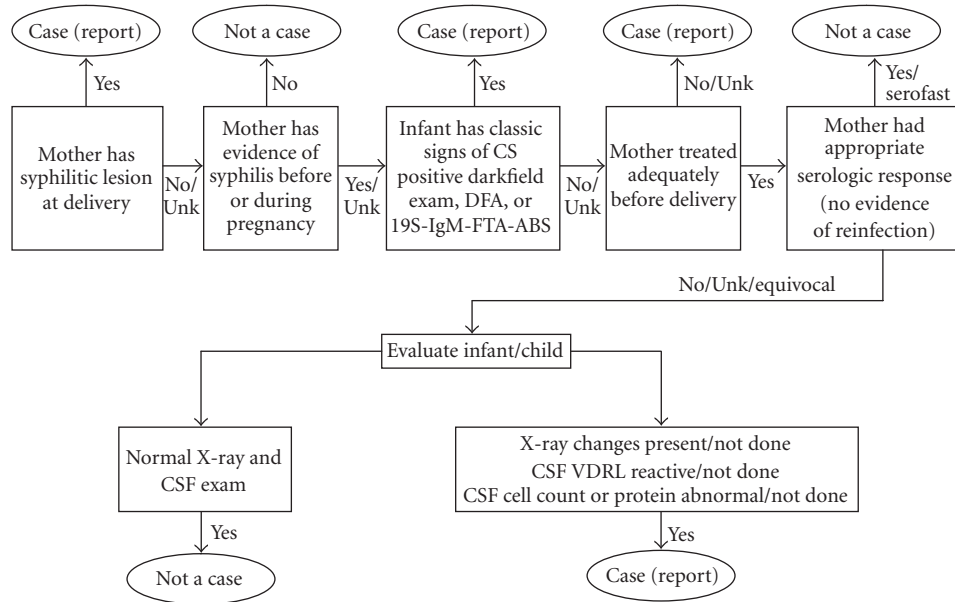 Case (report)
Not a case
Case (report)
Case (report)
Not a case
Yes
No
Yes
No/Unk
Yes/
serofast
Mother has
syphilitic lesion
at delivery
No/
Unk
Mother has
evidence of
syphilis before
or during
pregnancy
Yes/
Unk
Infant has classic
signs of CS
positive darkfield
exam, DFA, or
19S-IgM-FTA-ABS
No/
Unk
Mother treated
adequately
before delivery
Yes
Mother had
appropriate
serologic response
(no evidence
of reinfection)
No/Unk/equivocal
Evaluate infant/child
Normal X-ray and
CSF exam
X-ray changes present/not done
CSF VDRL reactive/not done
CSF cell count or protein abnormal/not done
Yes
Yes
Not a case
Case (report)